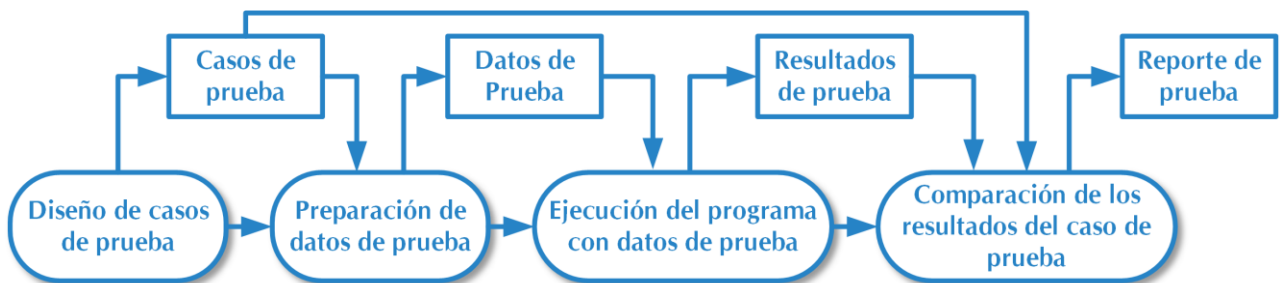 Casos de
prueba
Datos de
Prueba
Resultados
de prueba
Reporte de
prueba
Diseño de casos
de prueba
Preparación de
datos de prueba
Ejecución del programa
con datos de prueba
Comparación de los
resultados del caso de
prueba